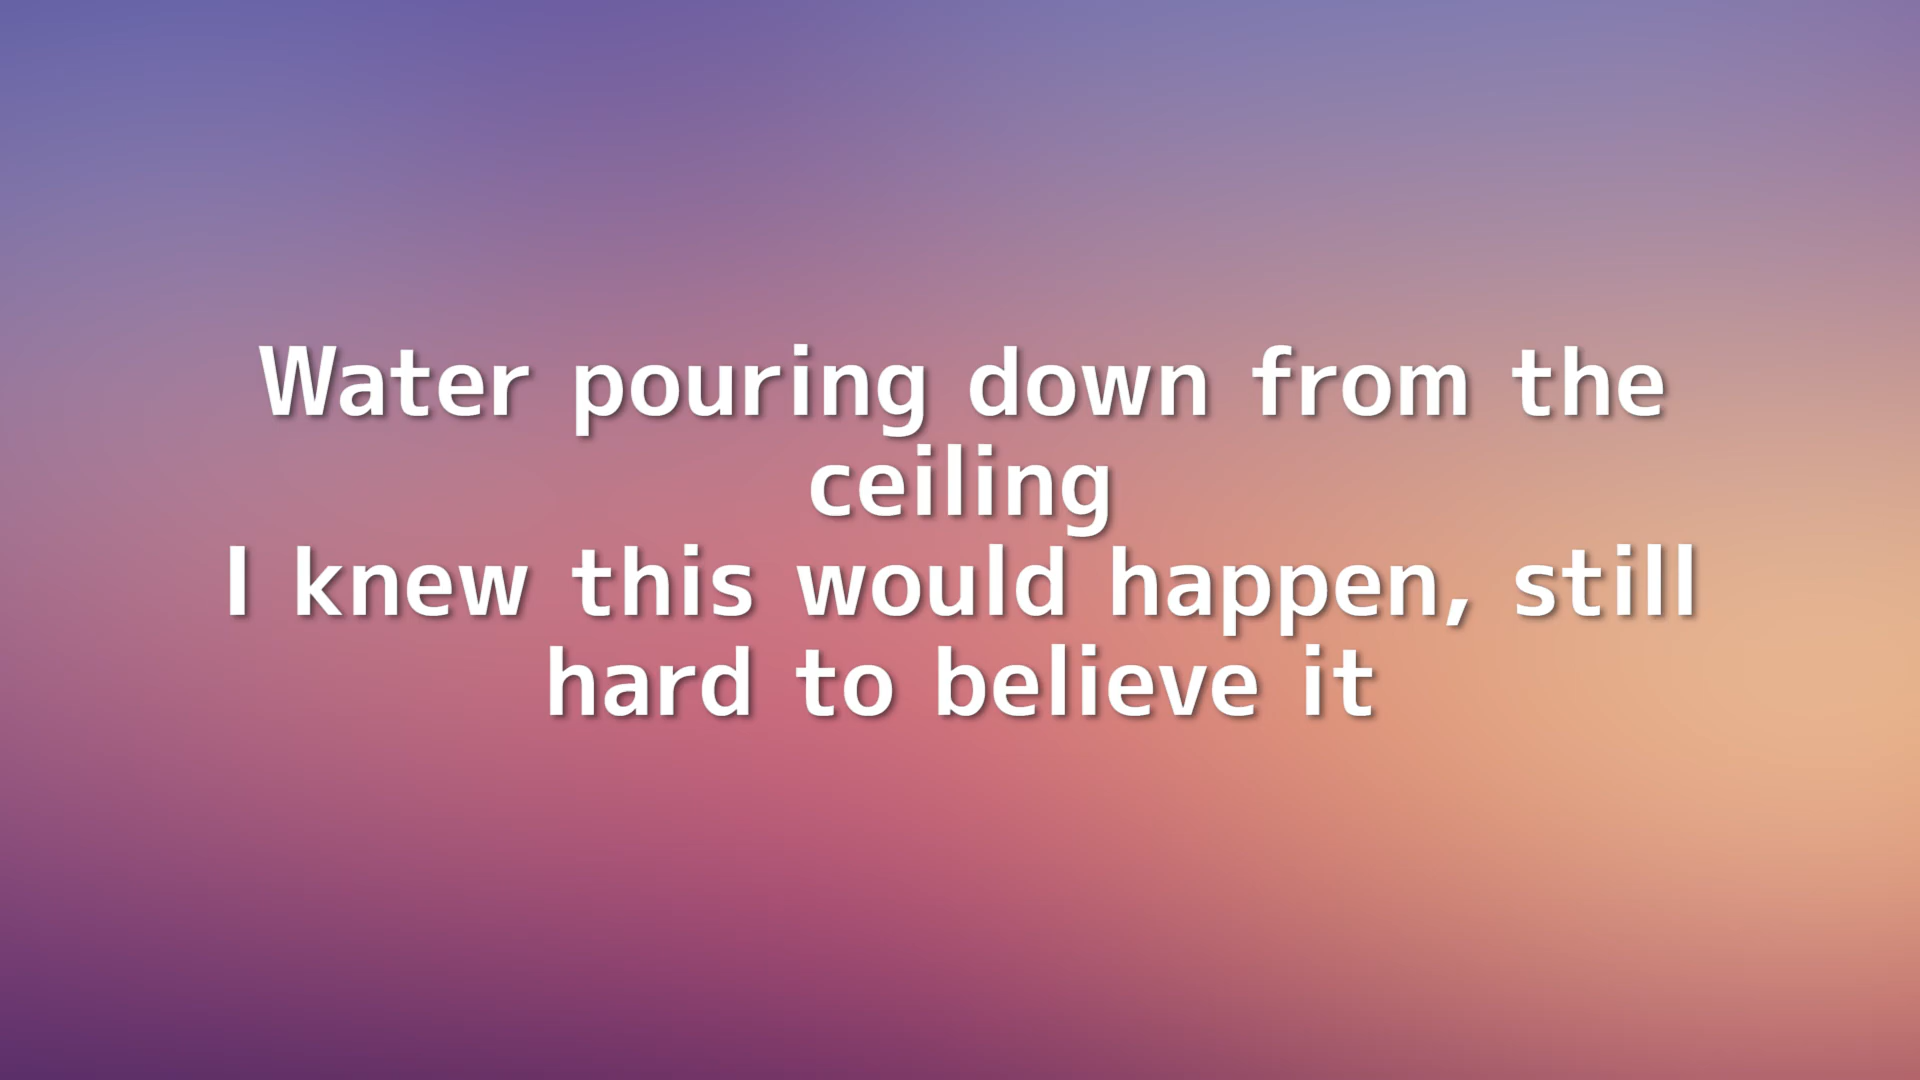 Water pouring down from the
ceiling
I knew this would happen, still
hard to believe it